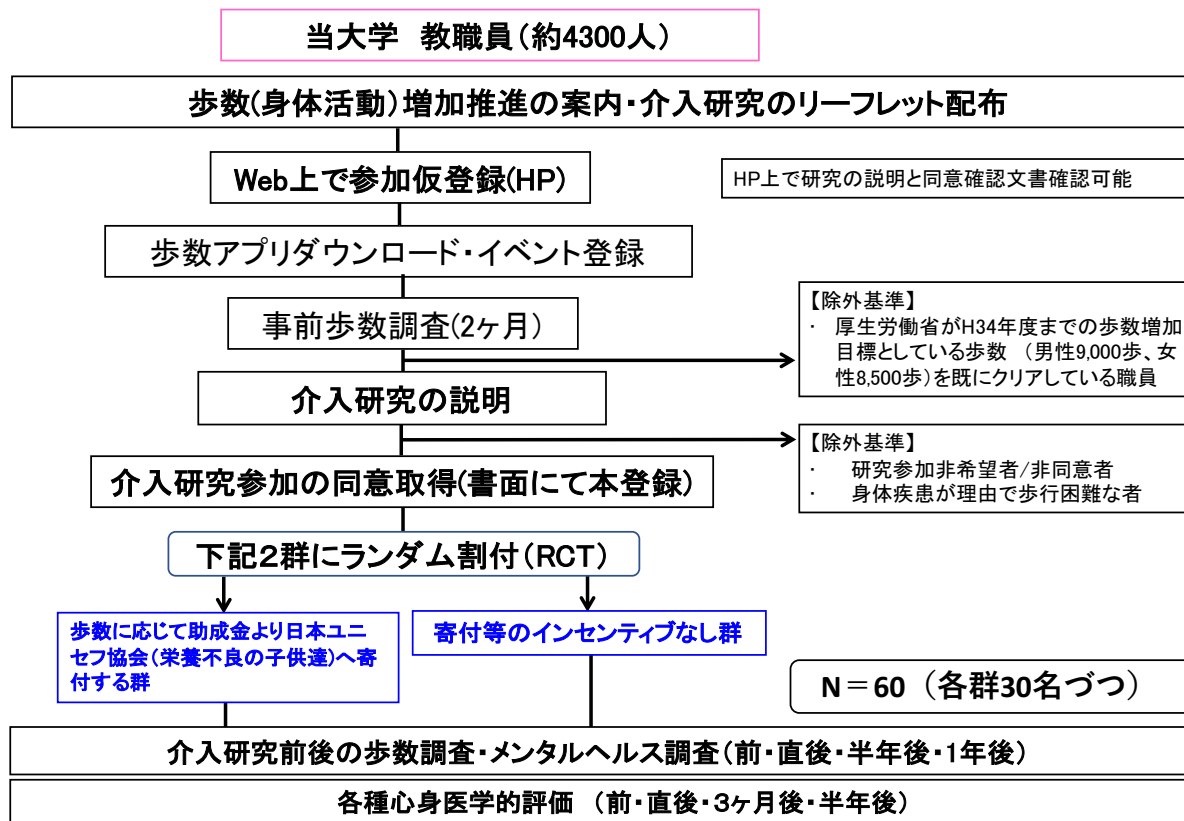 当大学 教職員(約4300人)
歩数(身体活動)増加推進の案内・介入研究のリーフレット配布
Web上で参加仮登録(HP)
HP上で研究の説明と同意確認文書確認可能
歩数アプリダウンロード・イベント登録
事前歩数調査(2ヶ月)
【除外基準】
・ 厚生労働省がH34年度までの歩数増加
目標としている歩数 (男性9,000歩、女
性8,500歩)を既にクリアしている職員
介入研究の説明
【除外基準】
・ 研究参加非希望者/非同意者
・ 身体疾患が理由で歩行困難な者
介入研究参加の同意取得(書面にて本登録)
下記2群にランダム割付(RCT)
歩数に応じて助成金より日本ユニ
セフ協会(栄養不良の子供達)へ寄
付する群
寄付等のインセンティブなし群
N=60 (各群30名づつ)
介入研究前後の歩数調査・メンタルヘルス調査(前・直後・半年後・1年後)
各種心身医学的評価 (前・直後・3ヶ月後・半年後)